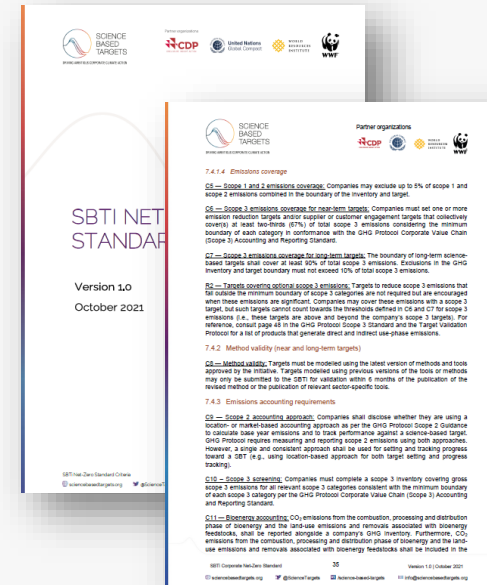 SCIENCE
BASED
TARGETS
DRIVING AMBITIOUS CORPORATE CLIMATE ACTION
Partner organizations
CDP
United Nations
Global Compact
WORLD
RESOURCES
INSTITUTE
WWF
SBTI NET
STANDAR
Version 1.0
October 2021
SBTi Net-Zero Standard Criteria
sciencebasedtargets.org @ScienceT
SCIENCE
BASED
TARGETS
DRIVING AMBITIOUS CORPORATE CLIMATE ACTION
Partner organizations
CDP
WORLD
RESOURCES
INSTITUTE
WWF
7.4.1.4 Emissions coverage
C5 — Scope 1 and 2 emissions coverage: Companies may exclude up to 5% of scope 1 and
scope 2 emissions combined in the boundary of the inventory and target.
C6 — Scope 3 emissions coverage for near-term targets: Companies must set one or more
emission reduction targets and/or supplier or customer engagement targets that collectively
cover(s) at least two-thirds (67%) of total scope 3 emissions considering the minimum
boundary of each category in conformance with the GHG Protocol Corporate Value Chain
(Scope 3) Accounting and Reporting Standard.
C7 — Scope 3 emissions coverage for long-term targets: The boundary of long-term science-
based targets shall cover at least 90% of total scope 3 emissions. Exclusions in the GHG
inventory and target boundary must not exceed 10% of total scope 3 emissions.
R2 — Targets covering optional scope 3 emissions: Targets to reduce scope 3 emissions that
fall outside the minimum boundary of scope 3 categories are not required but are encouraged
when these emissions are significant. Companies may cover these emissions with a scope 3
target, but such targets cannot count towards the thresholds defined in C6 and C7 for scope 3
emissions (i.e., these targets are above and beyond the company's scope 3 targets). For
reference, consult page 48 in the GHG Protocol Scope 3 Standard and the Target Validation
Protocol for a list of products that generate direct and indirect use-phase emissions.
7.4.2 Method validity (near and long-term targets)
C8 — Method validity: Targets must be modelled using the latest version of methods and tools
approved by the initiative. Targets modelled using previous versions of the tools or methods
may only be submitted to the SBTi for validation within 6 months of the publication of the
revised method or the publication of relevant sector-specific tools.
7.4.3 Emissions accounting requirements
C9 — Scope 2 accounting approach: Companies shall disclose whether they are using a
location- or market-based accounting approach as per the GHG Protocol Scope 2 Guidance
to calculate base year emissions and to track performance against a science-based target.
GHG Protocol requires measuring and reporting scope 2 emissions using both approaches.
However, a single and consistent approach shall be used for setting and tracking progress
toward a SBT (e.g., using location-based approach for both target setting and progress
tracking).
C10 – Scope 3 screening: Companies must complete a scope 3 inventory covering gross
scope 3 emissions for all relevant scope 3 categories consistent with the minimum boundary
of each scope 3 category per the GHG Protocol Corporate Value Chain (Scope 3) Accounting
and Reporting Standard.
C11 — Bioenergy accounting: CO2 emissions from the combustion, processing and distribution
phase of bioenergy and the land-use emissions and removals associated with bioenergy
feedstocks, shall be reported alongside a company's GHG inventory. Furthermore, CO2
emissions from the combustion, processing and distribution phase of bioenergy and the land-
use emissions and removals associated with bioenergy feedstocks shall be included in the
SBTi Corporate Net-Zero Standard 35 Version 1.0 | October 2021
sciencebasedtargets.org @ScienceTargets science-based-targets info@sciencebasedtargets.org